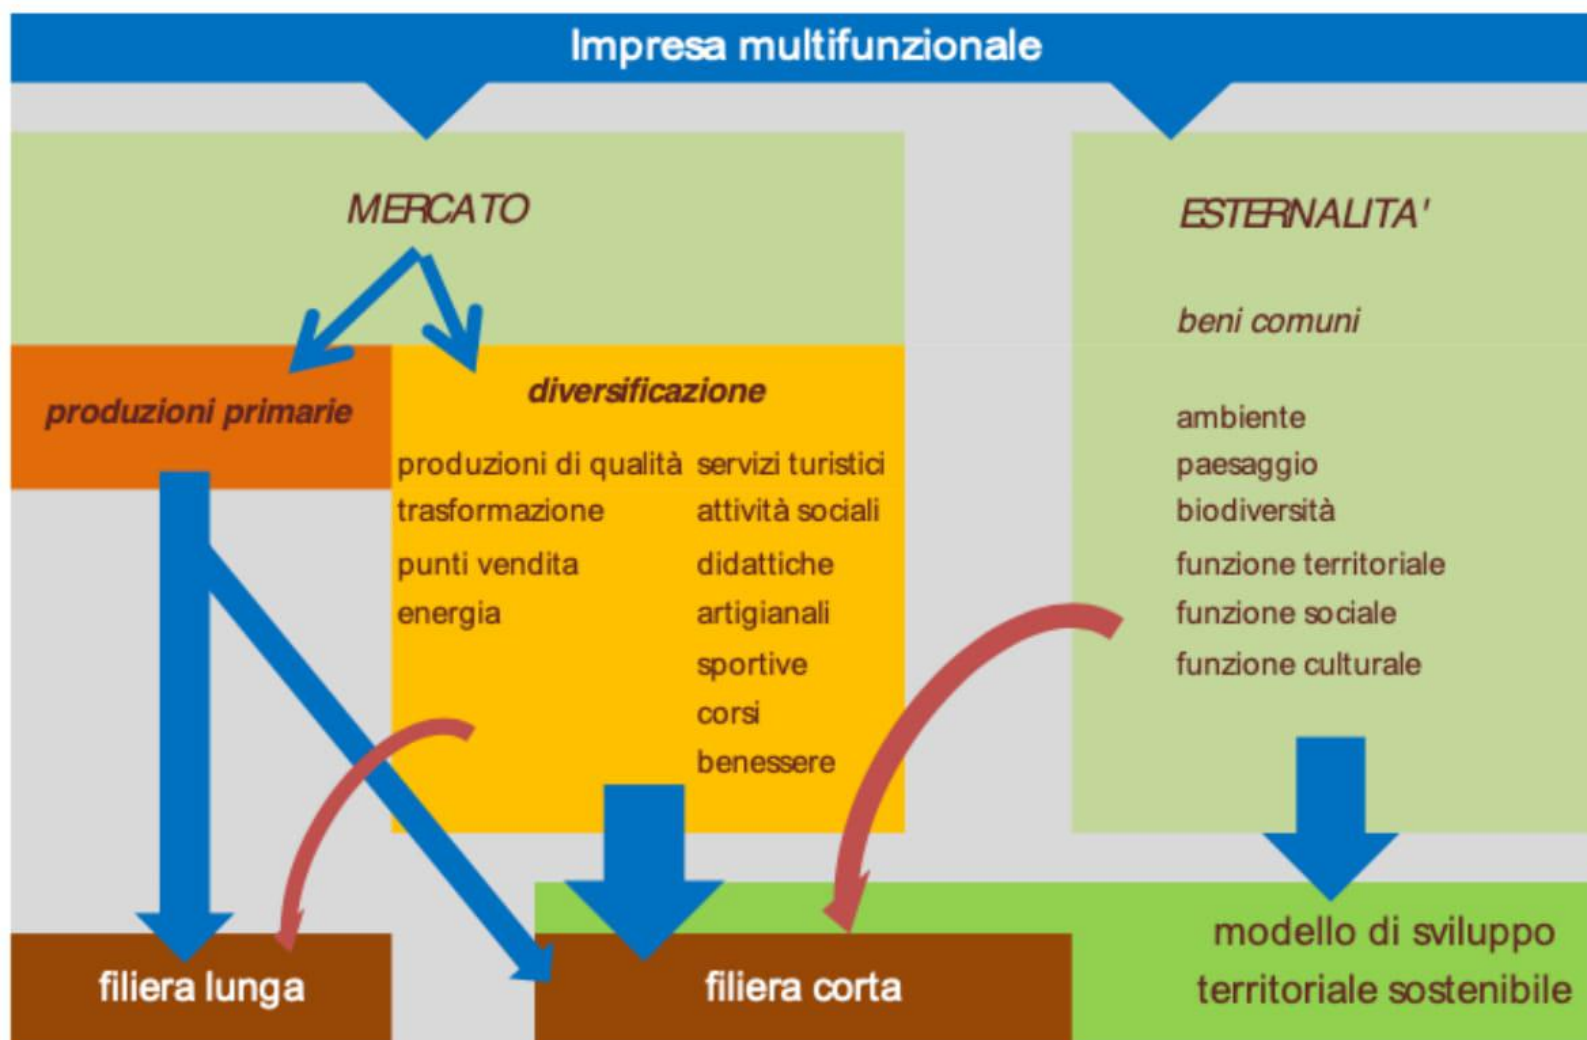 Impresa multifunzionale
MERCATO
produzioni primarie
diversificazione
produzioni di qualità
trasformazione
punti vendita
energia
servizi turistici
attività sociali
didattiche
artigianali
sportive
corsi
benessere
ESTERNALITA'
beni comuni
ambiente
paesaggio
biodiversità
funzione territoriale
funzione sociale
funzione culturale
filiera lunga
filiera corta
modello di sviluppo
territoriale sostenibile